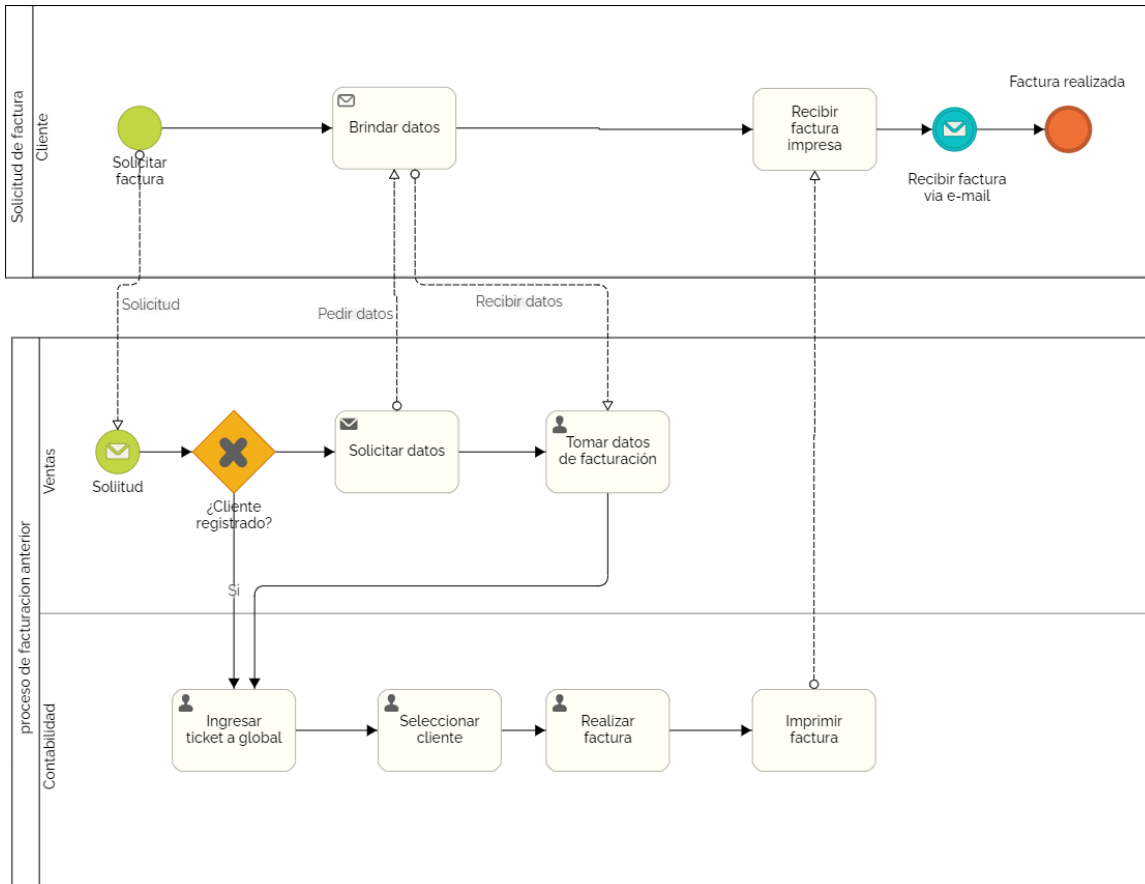 Solicitud de factura
Cliente
Solicitar
factura
Brindar datos
Recibir
factura
impresa
Recibir factura
via e-mail
Factura realizada
Solicitud
Pedir datos
Recibir datos
proceso de facturacion anterior
Ventas
Soliitud
¿Cliente
registrado?
Solicitar datos
Tomar datos
de facturación
Si
Contabilidad
Ingresar
ticket a global
Seleccionar
cliente
Realizar
factura
Imprimir
factura